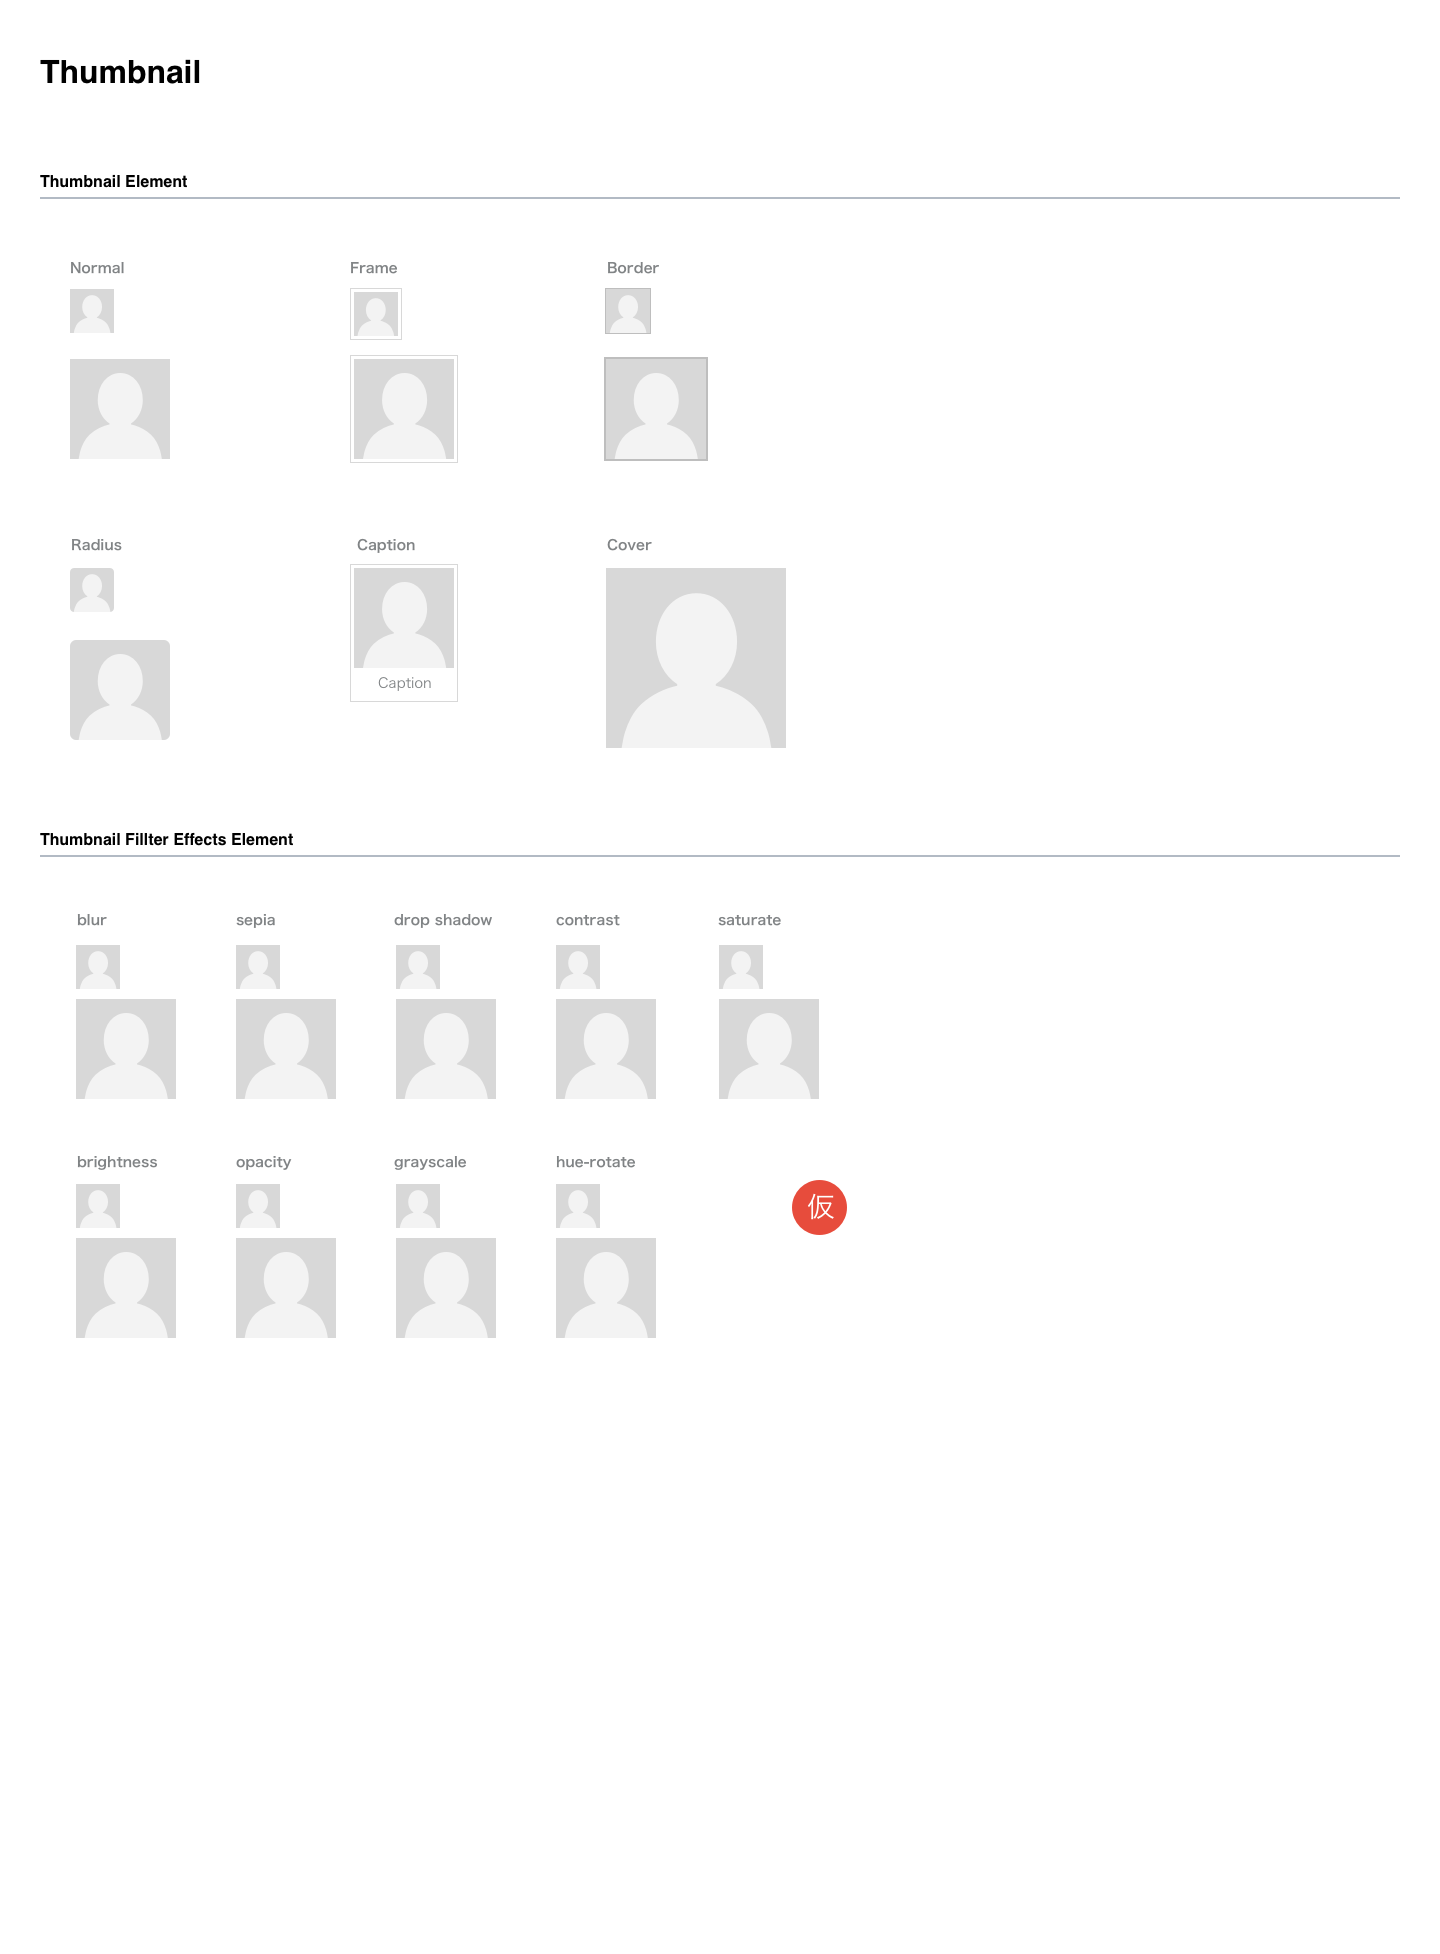 Thumbnail
Thumbnail Element
Normal
Frame
Border
Radius
Caption
Cover
Caption
Thumbnail Fillter Effects Element
blur
sepia
drop shadow
contrast
saturate
brightness
opacity
grayscale
hue-rotate
仮